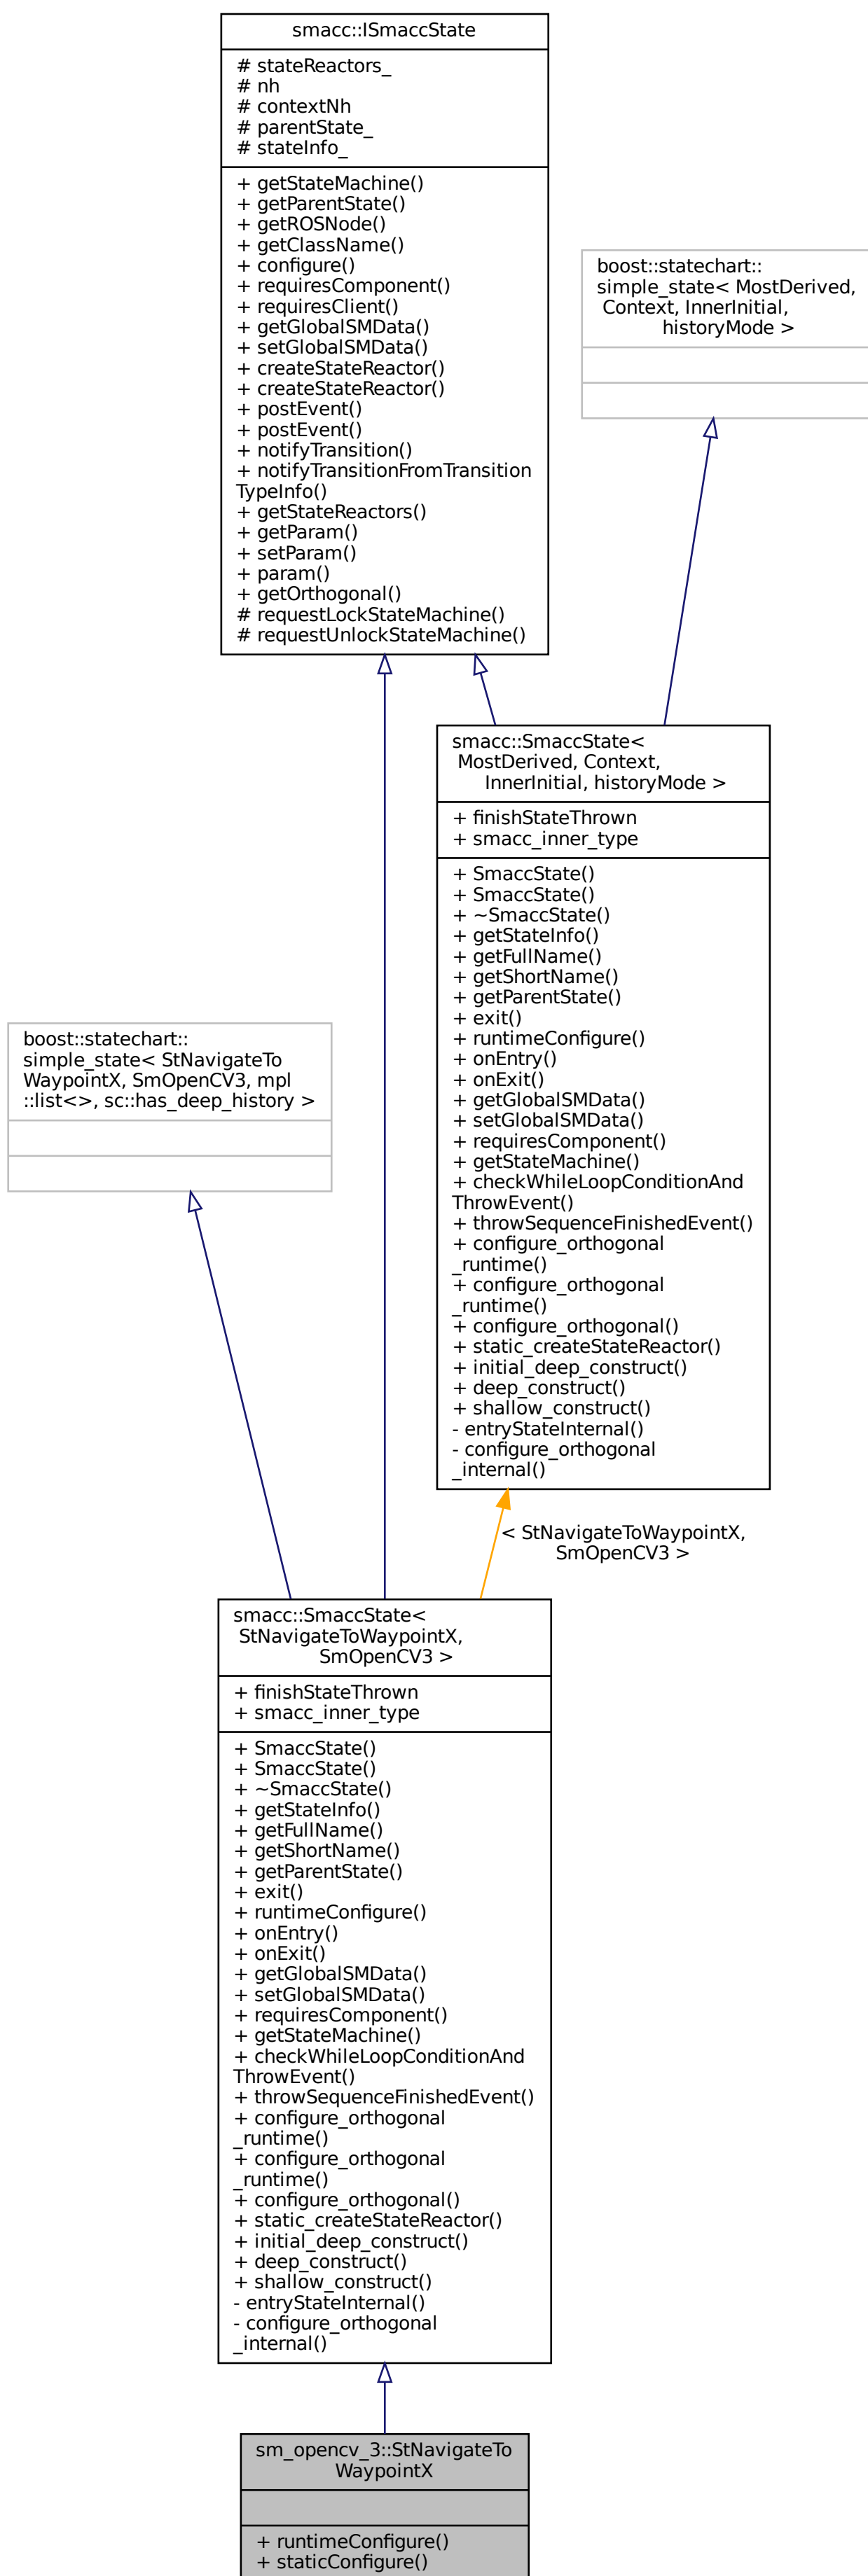 smacc::ISmaccState
# stateReactors_
# nh
# contextNh
# parentState_
# stateInfo_
+ getStateMachine()
+ getParentState()
+ getROSNode()
+ getClassName()
+ configure()
+ requiresComponent()
+ requiresClient()
+ getGlobalSMData()
+ setGlobalSMData()
+ createStateReactor()
+ createStateReactor()
+ postEvent()
+ postEvent()
+ notifyTransition()
+ notifyTransitionFromTransition
TypeInfo()
+ getStateReactors()
+ getParam()
+ setParam()
+ param()
+ getOrthogonal()
# requestLockStateMachine()
# requestUnlockStateMachine()
boost::statechart::
simple_state< MostDerived,
Context, InnerInitial,
historyMode >
smacc::SmaccState<
MostDerived, Context,
InnerInitial, historyMode >
+ finishStateThrown
+ smacc_inner_type
+ SmaccState()
+ SmaccState()
+ ~SmaccState()
+ getStateInfo()
+ getFullName()
+ getShortName()
+ getParentState()
+ exit()
+ runtimeConfigure()
+ onEntry()
+ onExit()
+ getGlobalSMData()
+ setGlobalSMData()
+ requiresComponent()
+ getStateMachine()
+ checkWhileLoopConditionAnd
ThrowEvent()
+ throwSequenceFinishedEvent()
+ configure_orthogonal
_runtime()
+ configure_orthogonal
_runtime()
+ configure_orthogonal()
+ static_createStateReactor()
+ initial_deep_construct()
+ deep_construct()
+ shallow_construct()
- entryStateInternal()
- configure_orthogonal
_internal()
boost::statechart::
simple_state< StNavigateTo
WaypointX, SmOpenCV3, mpl
::list<>, sc::has_deep_history >
< StNavigateToWaypointX,
SmOpenCV3 >
smacc::SmaccState<
StNavigateToWaypointX,
SmOpenCV3 >
+ finishStateThrown
+ smacc_inner_type
+ SmaccState()
+ SmaccState()
+ ~SmaccState()
+ getStateInfo()
+ getFullName()
+ getShortName()
+ getParentState()
+ exit()
+ runtimeConfigure()
+ onEntry()
+ onExit()
+ getGlobalSMData()
+ setGlobalSMData()
+ requiresComponent()
+ getStateMachine()
+ checkWhileLoopConditionAnd
ThrowEvent()
+ throwSequenceFinishedEvent()
+ configure_orthogonal
_runtime()
+ configure_orthogonal
_runtime()
+ configure_orthogonal()
+ static_createStateReactor()
+ initial_deep_construct()
+ deep_construct()
+ shallow_construct()
- entryStateInternal()
- configure_orthogonal
_internal()
sm_opencv_3::StNavigateTo
WaypointX
+ runtimeConfigure()
+ staticConfigure()